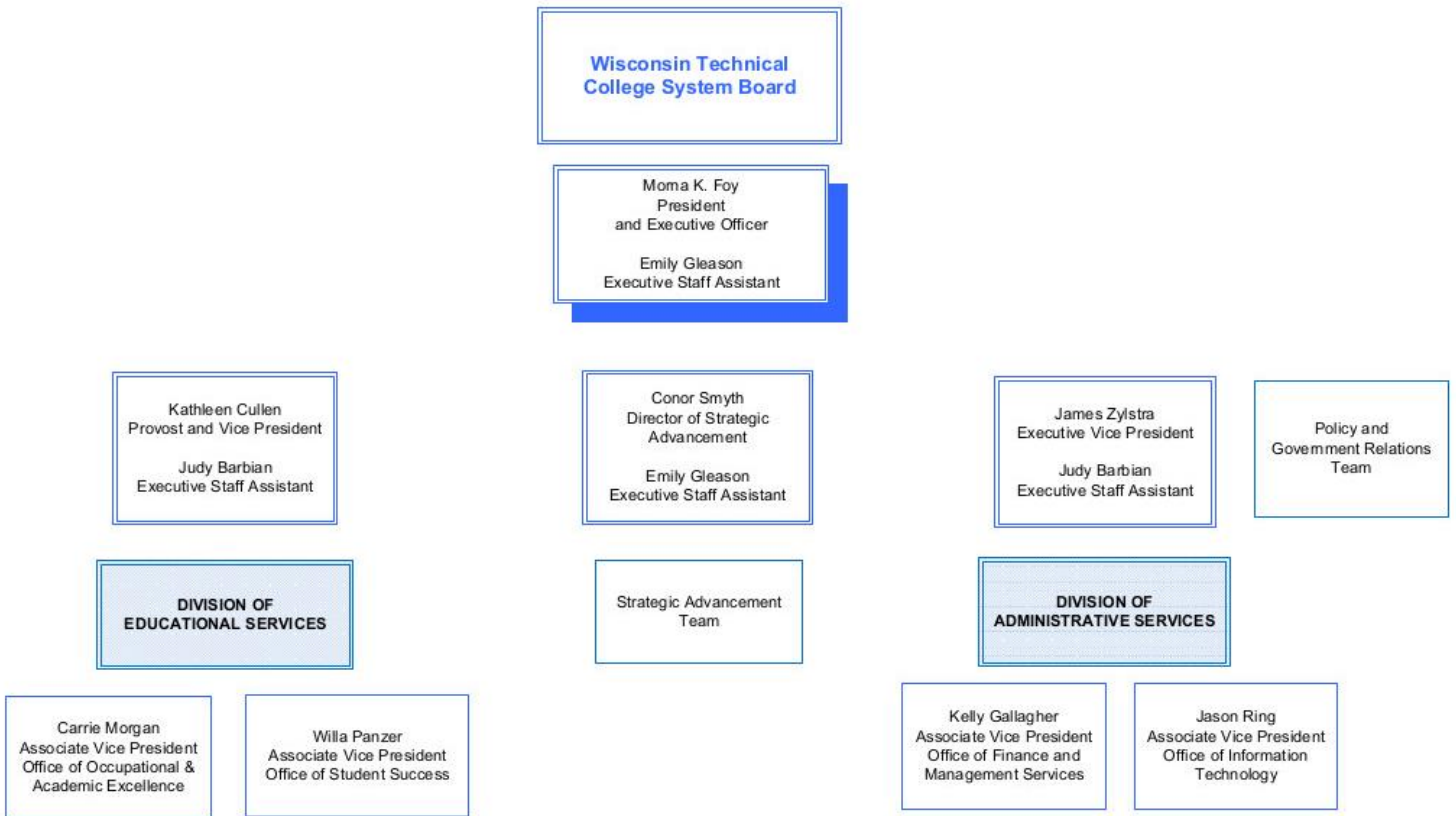 Wisconsin Technical
College System Board
Morna K. Foy
President
and Executive Officer
Emily Gleason
Executive Staff Assistant
Kathleen Cullen
Provost and Vice President
Judy Barbian
Executive Staff Assistant
Conor Smyth
Director of Strategic
Advancement
Emily Gleason
Executive Staff Assistant
James Zylstra
Executive Vice President
Judy Barbian
Executive Staff Assistant
Policy and
Government Relations
Team
DIVISION OF
EDUCATIONAL SERVICES
Strategic Advancement
Team
DIVISION OF
ADMINISTRATIVE SERVICES
Carrie Morgan
Associate Vice President
Office of Occupational &
Academic Excellence
Willa Panzer
Associate Vice President
Office of Student Success
Kelly Gallagher
Associate Vice President
Office of Finance and
Management Services
Jason Ring
Associate Vice President
Office of Information
Technology